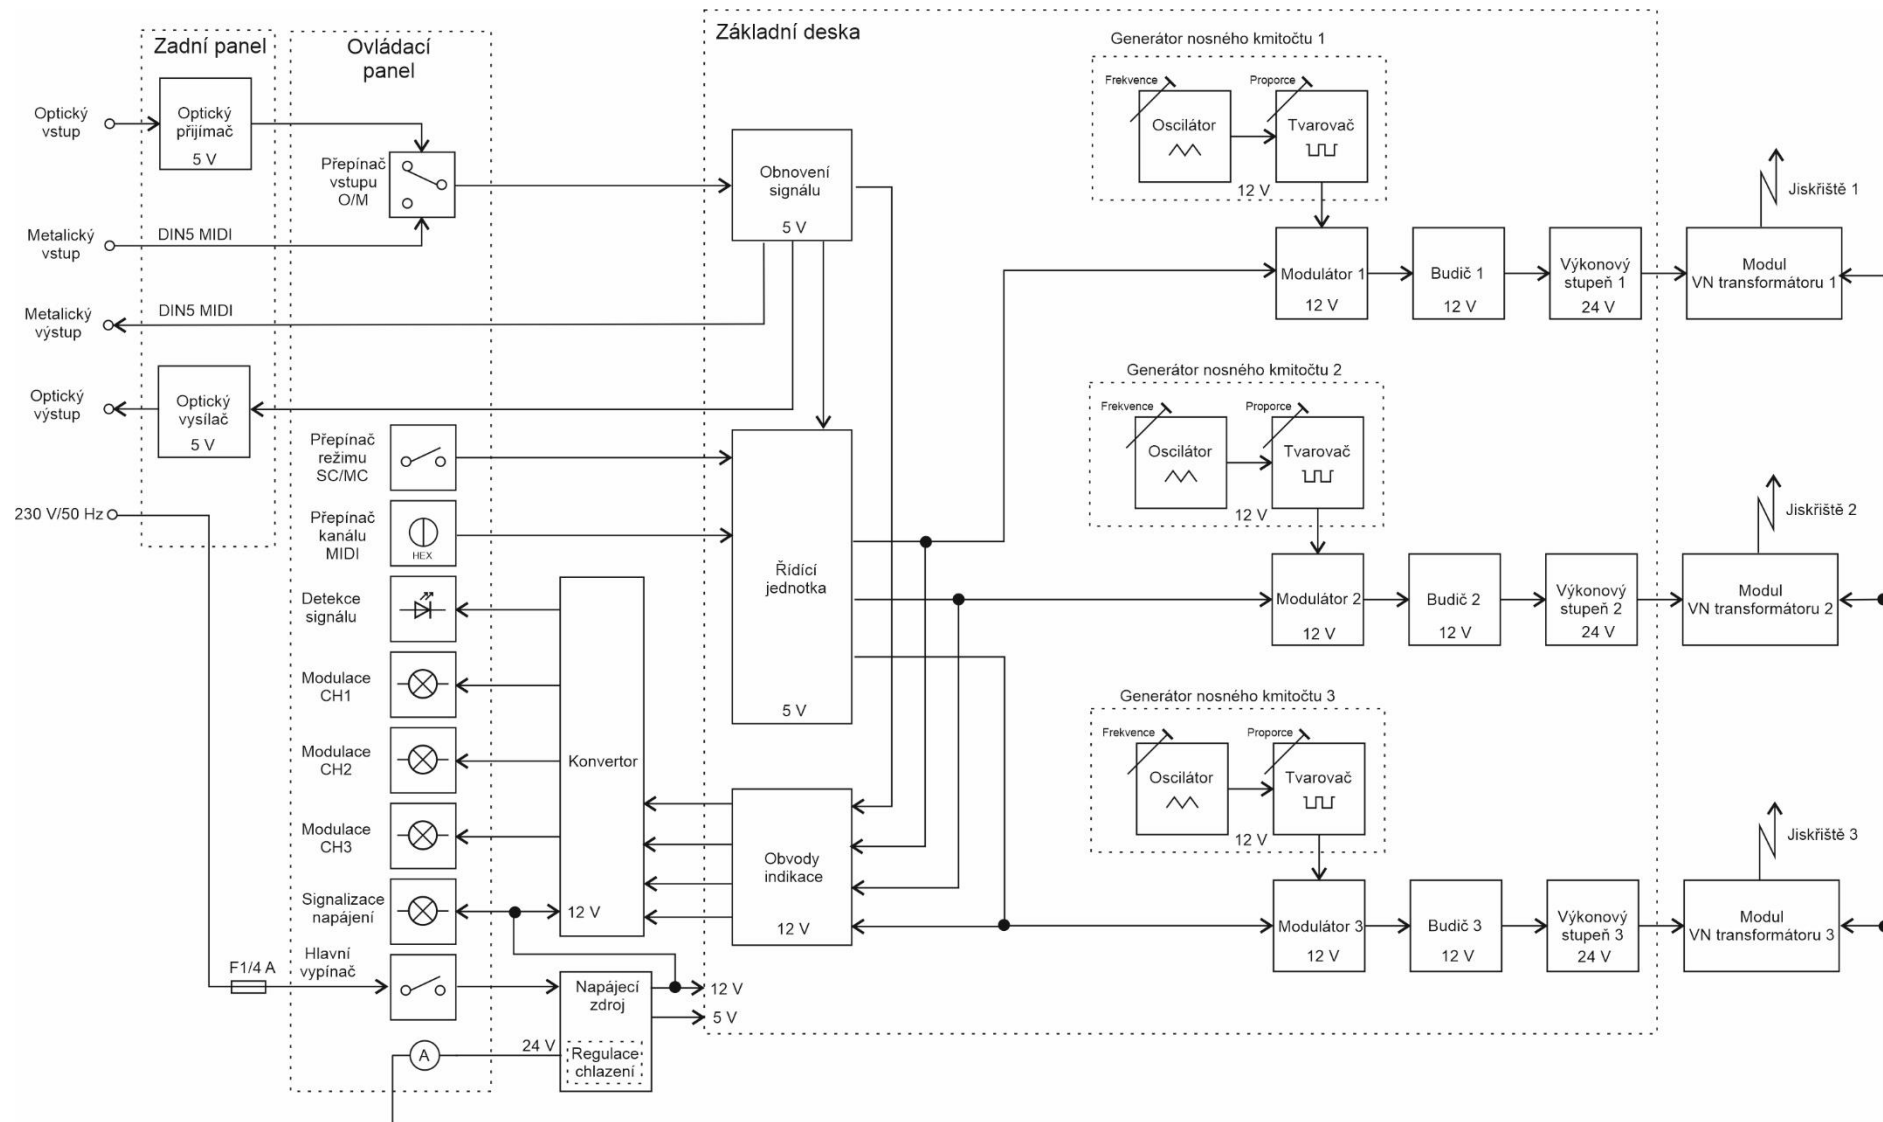 Zadní panel
Ovládací
panel
Základní deska
Optický
vstup
Optický
přijímač
5 V
Přepínač
vstupu
O/M
Metalický
vstup
DIN5 MIDI
Metalický
výstup
DIN5 MIDI
Optický
výstup
Optický
vysílač
5 V
230 V/50 Hz
Přepínač
režimu
SC/MC
Přepínač
kanálu
MIDI
HEX
Detekce
signálu
Modulace
CH1
Modulace
CH2
Modulace
CH3
Signalizace
napájení
Hlavní
vypínač
F1/4 A
A
24 V
Konvertor
12 V
Napájecí
zdroj
Regulace
chlazení
12 V
5 V
Obnovení
signálu
5 V
Řídící
jednotka
5 V
Obvody
indikace
12 V
Generátor nosného kmitočtu 1
Frekvence
Proporce
Oscilátor
Tvarovač
12 V
Modulátor 1
12 V
Budič 1
12 V
Výkonový
stupeň 1
24 V
Modul
VN transformátoru 1
Jiskřiště 1
Generátor nosného kmitočtu 2
Frekvence
Proporce
Oscilátor
Tvarovač
12 V
Modulátor 2
12 V
Budič 2
12 V
Výkonový
stupeň 2
24 V
Modul
VN transformátoru 2
Jiskřiště 2
Generátor nosného kmitočtu 3
Frekvence
Proporce
Oscilátor
Tvarovač
12 V
Modulátor 3
12 V
Budič 3
12 V
Výkonový
stupeň 3
24 V
Modul
VN transformátoru 3
Jiskřiště 3